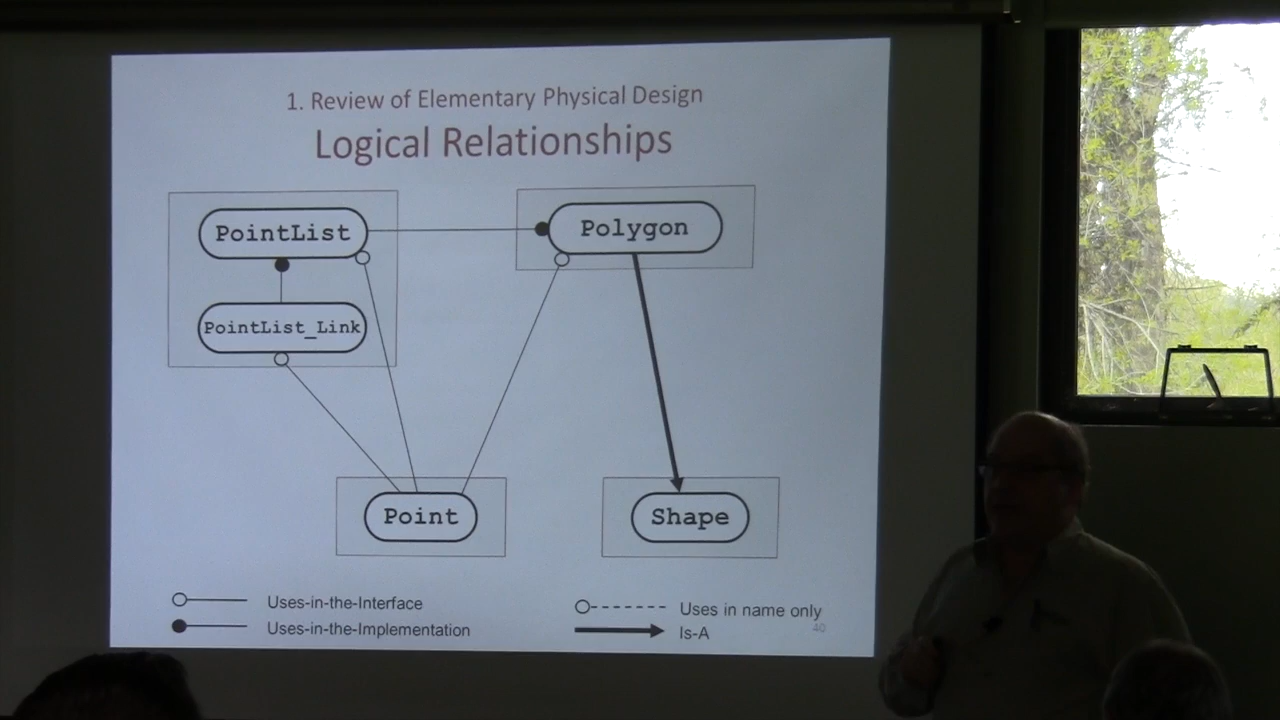 1. Review of Elementary Physical Design
Logical Relationships
PointList
Polygon
PointList_Link
Point
Shape
Uses-in-the-Interface
Uses-in-the-Implementation
Uses in name only
Is-A
40